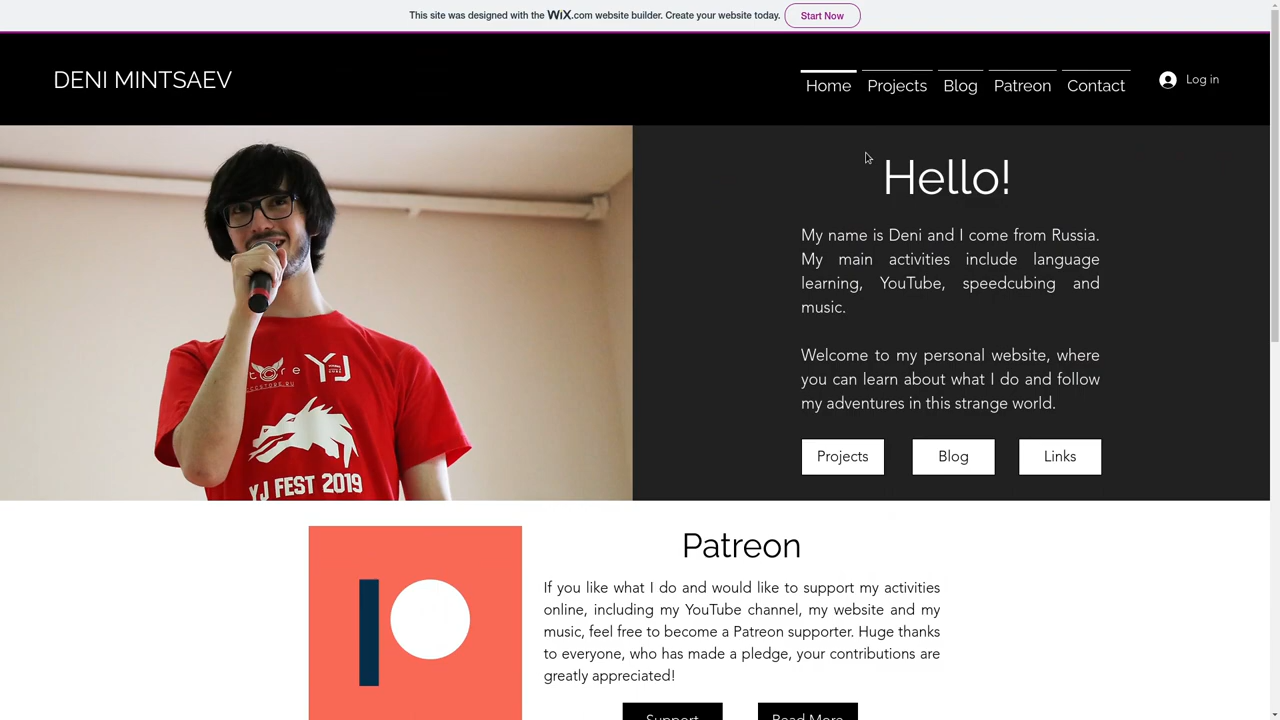 This site was designed with the WiX.com website builder. Create your website today. Start Now
DENI MINTSAEV
Home Projects Blog Patreon Contact Log in
Hello!
My name is Deni and I come from Russia.
My main activities include language
learning, YouTube, speedcubing and
music.
Welcome to my personal website, where
you can learn about what I do and follow
my adventures in this strange world.
Projects Blog Links
YJ
YJ FEST 2019
Patreon
If you like what I do and would like to support my activities
online, including my YouTube channel, my website and my
music, feel free to become a Patreon supporter. Huge thanks
to everyone, who has made a pledge, your contributions are
greatly appreciated!
Support Read More